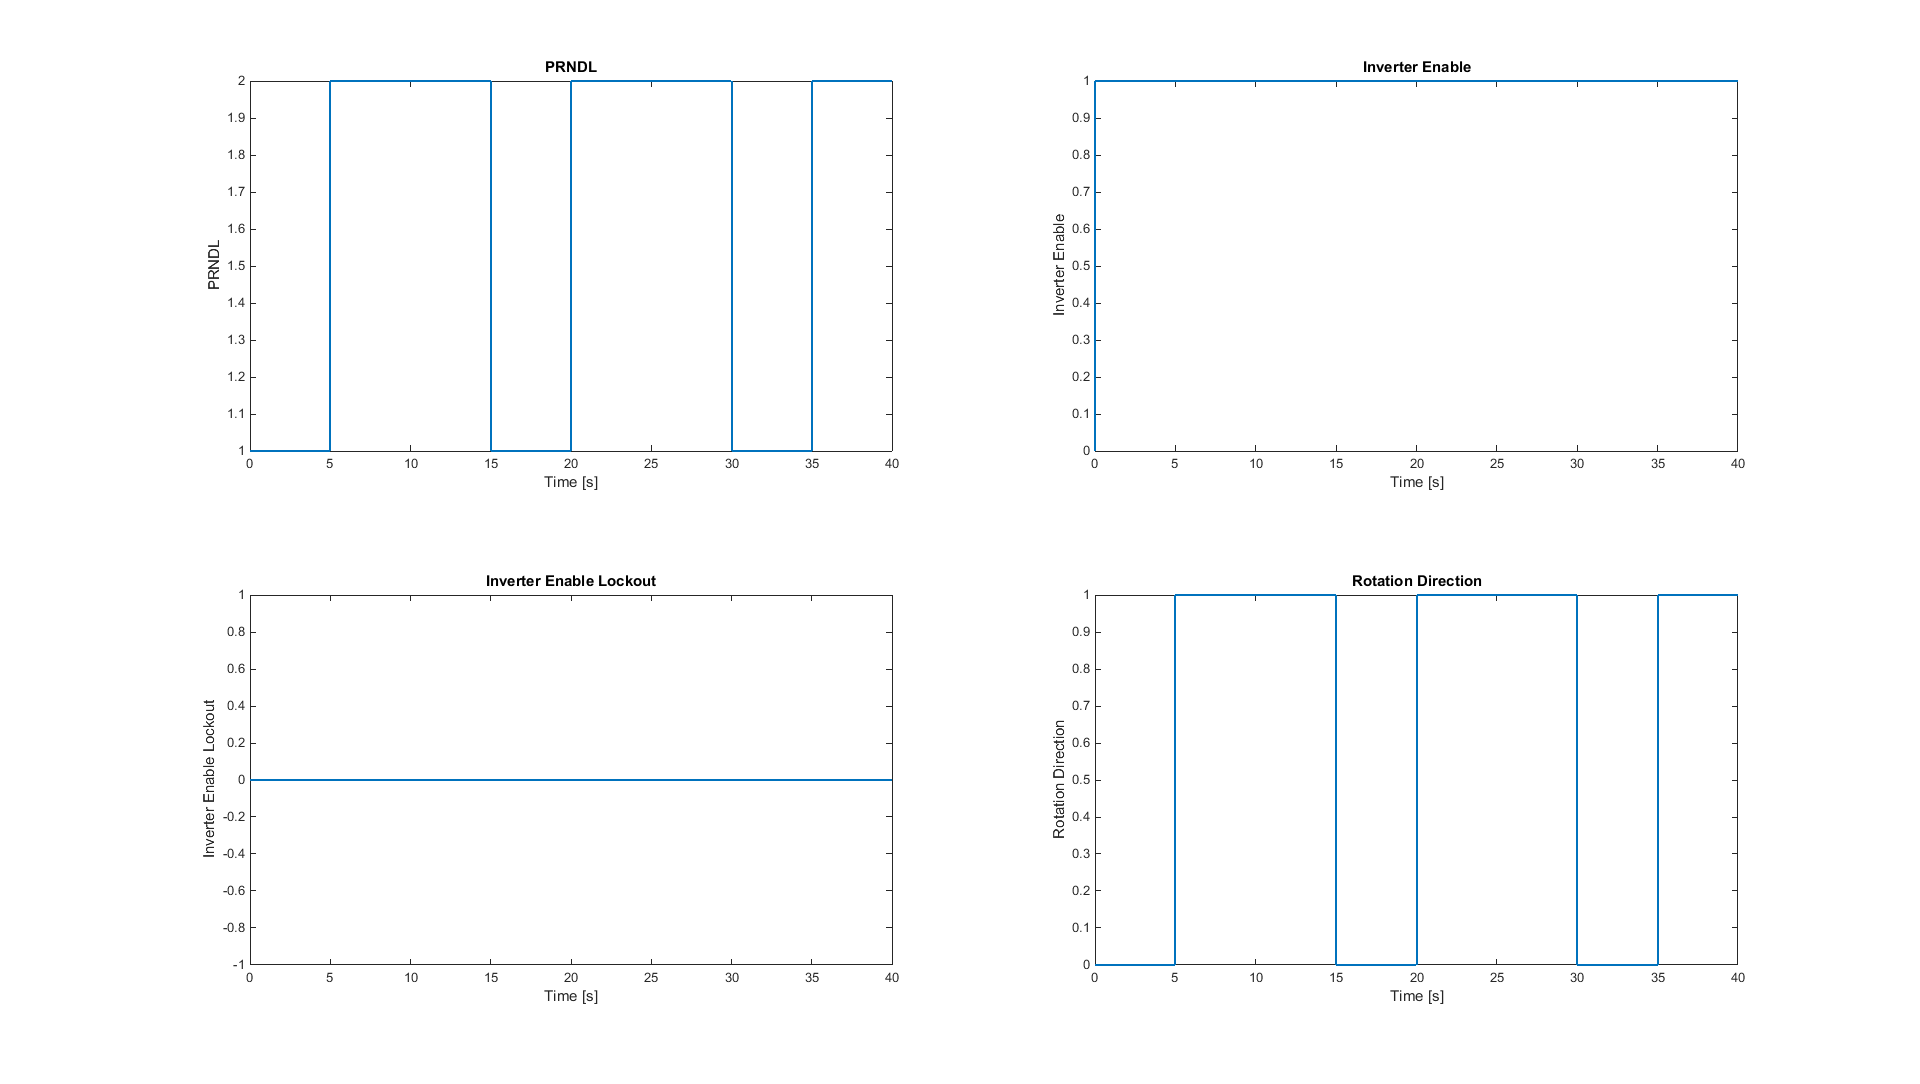 PRNDL
2
1.9
1.8
1.7
1.6
1.5
1.4
1.3
1.2
1.1
1
PRNDL
0 5 10 15 20 25 30 35 40
Time [s]
Inverter Enable
1
0.9
0.8
0.7
0.6
0.5
0.4
0.3
0.2
0.1
0
Inverter Enable
0 5 10 15 20 25 30 35 40
Time [s]
Inverter Enable Lockout
1
0.8
0.6
0.4
0.2
0
-0.2
-0.4
-0.6
-0.8
-1
Inverter Enable Lockout
0 5 10 15 20 25 30 35 40
Time [s]
Rotation Direction
1
0.9
0.8
0.7
0.6
0.5
0.4
0.3
0.2
0.1
0
Rotation Direction
0 5 10 15 20 25 30 35 40
Time [s]